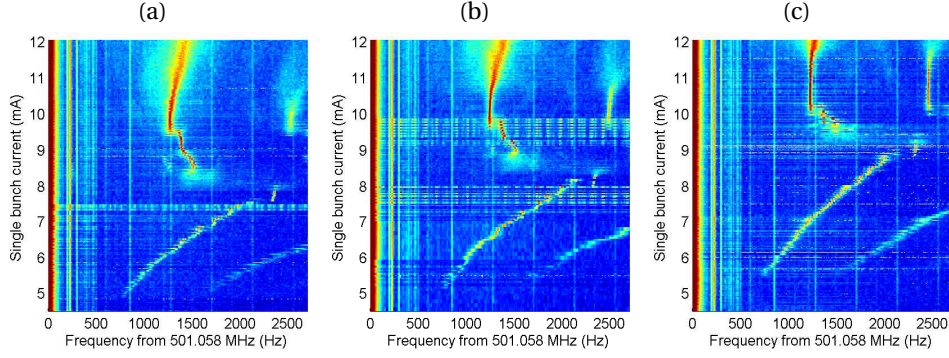 (a) (b) (c)
12 12 12
11 11 11
10 10 10
9 9 9
8 8 8
7 7 7
6 6 6
5 5 5
Single bunch current (mA) Single bunch current (mA) Single bunch current (mA)
0 500 1000 1500 2000 2500 0 500 1000 1500 2000 2500 0 500 1000 1500 2000 2500
Frequency from 501.058 MHz (Hz) Frequency from 501.058 MHz (Hz) Frequency from 501.058 MHz (Hz)